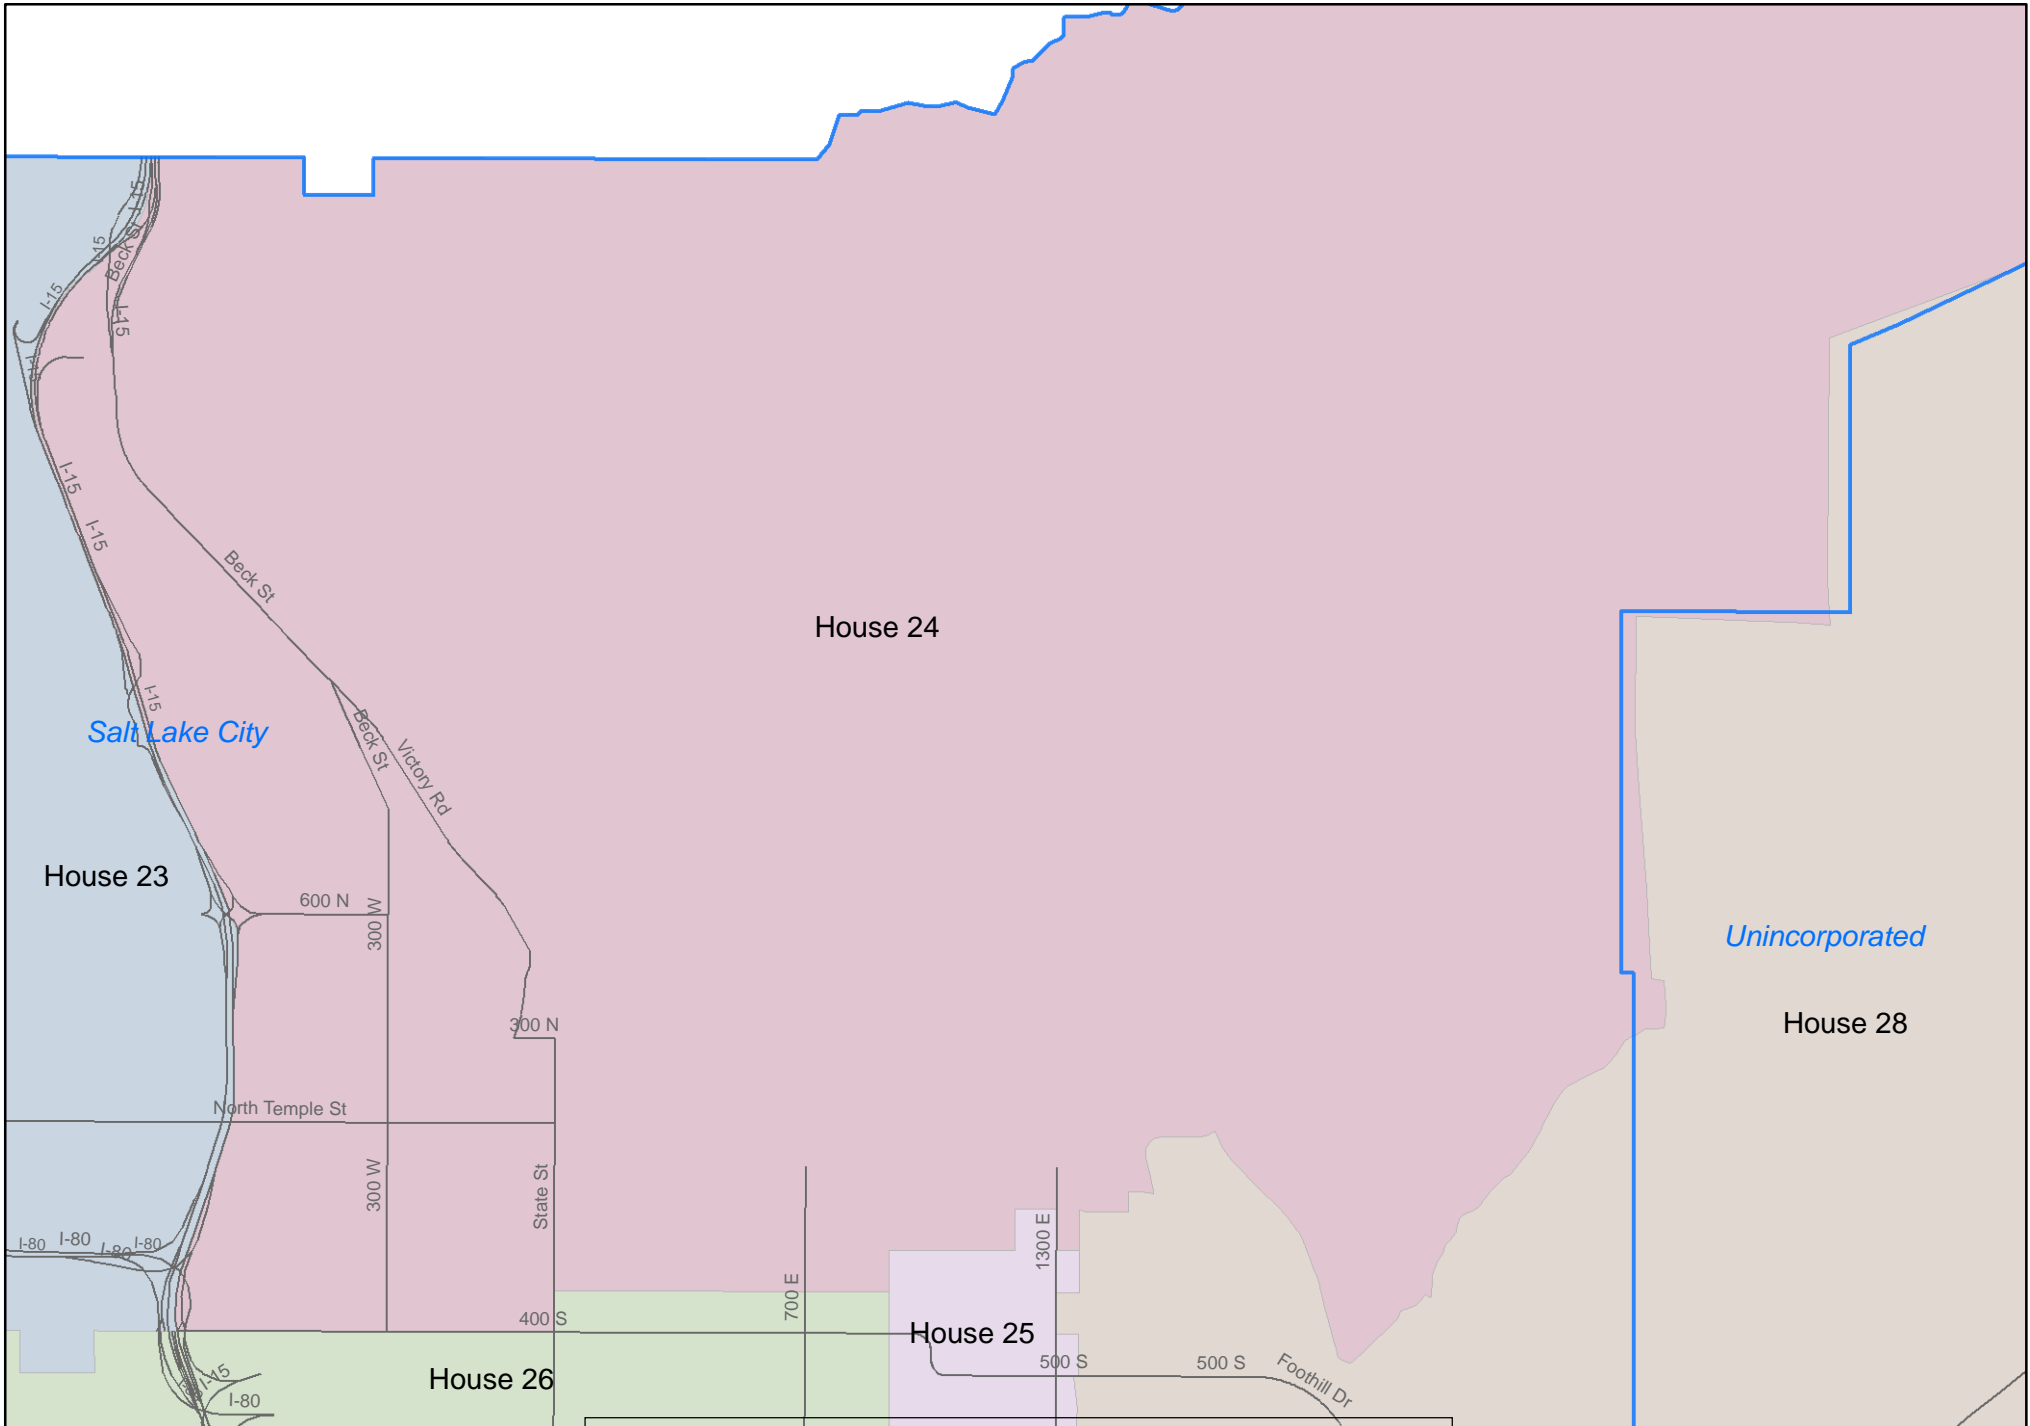 I-15
I-15
Beck St
I-15
I-15
I-15
I-15
I-15
Beck St
House 24
I-15
Salt Lake City
Beck St
Victory Rd
House 23
600 N
300 W
Unincorporated
300 N
House 28
North Temple St
300 W
State St
I-80
I-80
I-80
I-80
1300 E
700 E
400 S
House 25
500 S
500 S
Foothill Dr
House 26
I-15
I-80